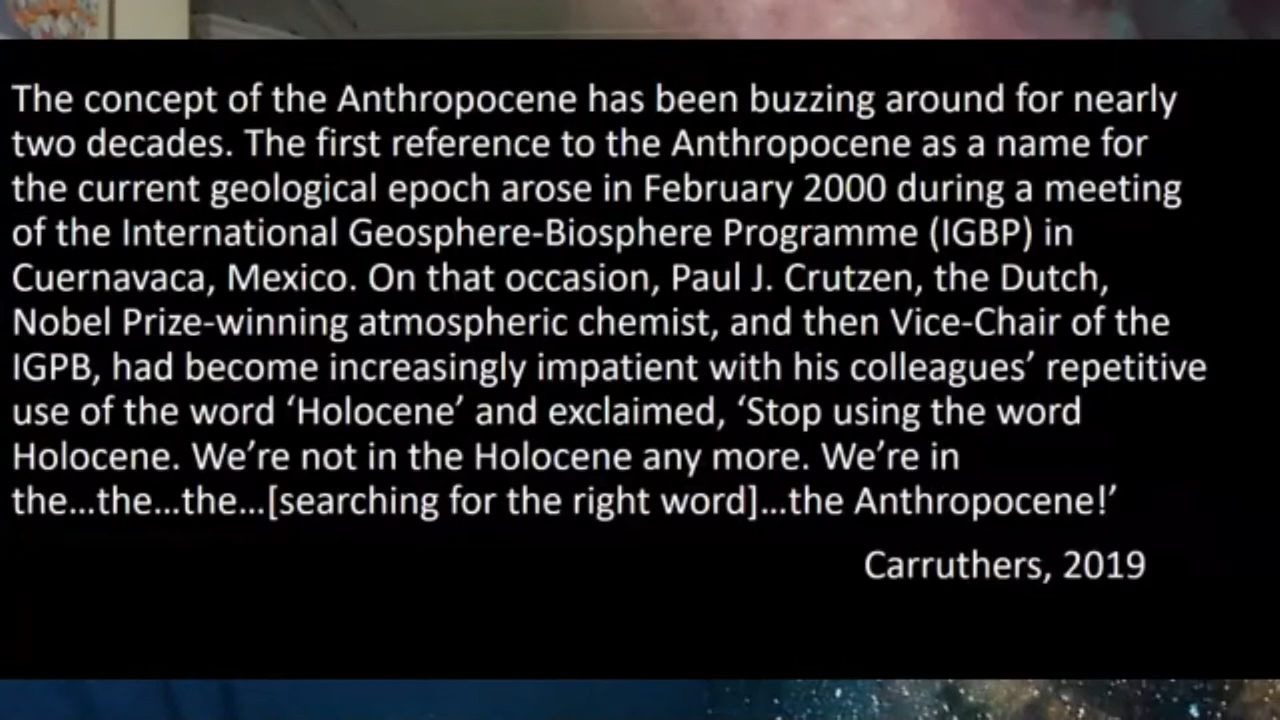 The concept of the Anthropocene has been buzzing around for nearly
two decades. The first reference to the Anthropocene as a name for
the current geological epoch arose in February 2000 during a meeting
of the International Geosphere-Biosphere Programme (IGBP) in
Cuernavaca, Mexico. On that occasion, Paul J. Crutzen, the Dutch,
Nobel Prize-winning atmospheric chemist, and then Vice-Chair of the
IGPB, had become increasingly impatient with his colleagues’ repetitive
use of the word ‘Holocene’ and exclaimed, ‘Stop using the word
Holocene. We’re not in the Holocene any more. We’re in
the...the...the...[searching for the right word]...the Anthropocene!’
Carruthers, 2019